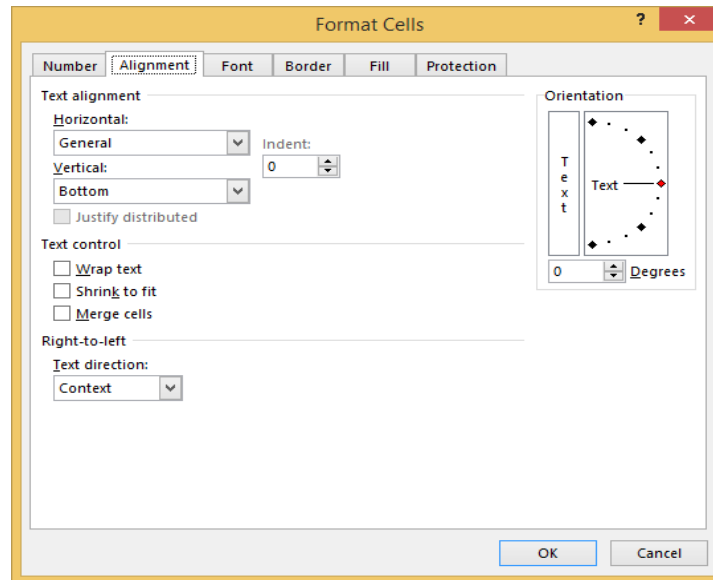 Format Cells ? ×
Number Alignment Font Border Fill Protection
Text alignment
Horizontal:
General
Indent:
0
Vertical:
Bottom
Justify distributed
Text control
Wrap text
Shrink to fit
Merge cells
Right-to-left
Text direction:
Context
Orientation
Text
Text
0 Degrees
OK Cancel